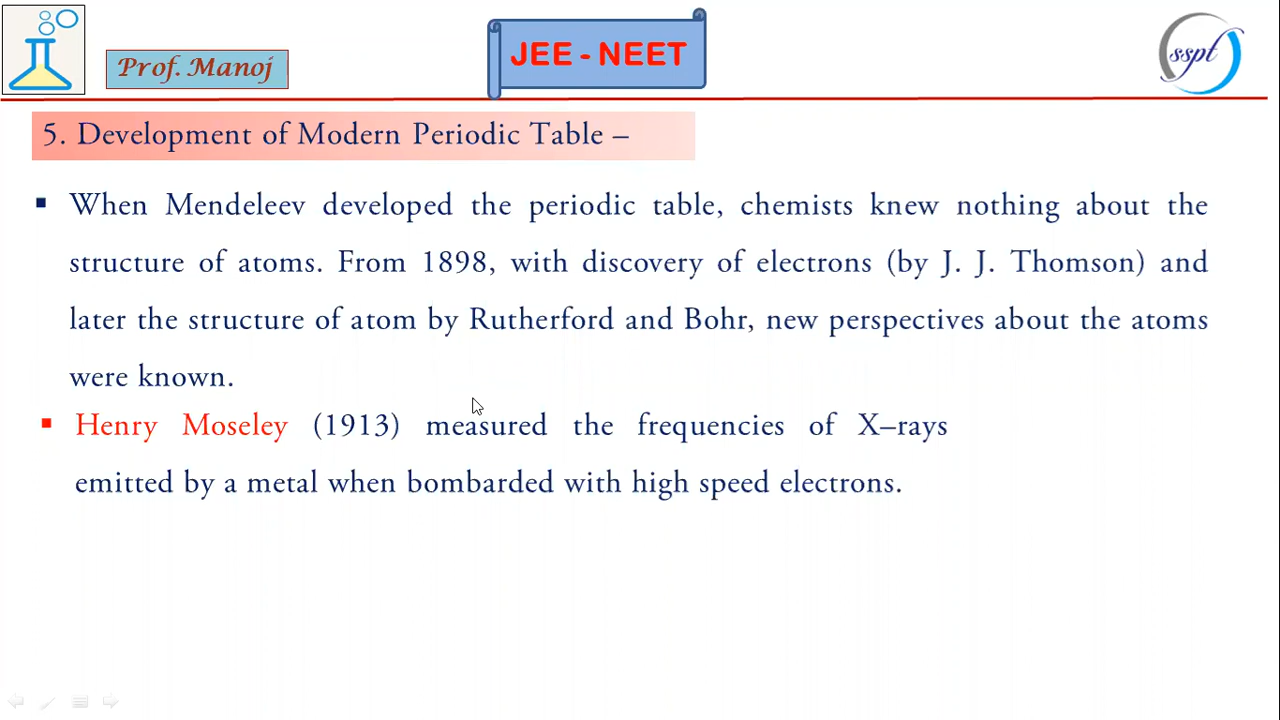 Prof. Manoj
JEE - NEET
sspt
5. Development of Modern Periodic Table –
When Mendeleev developed the periodic table, chemists knew nothing about the
structure of atoms. From 1898, with discovery of electrons (by J. J. Thomson) and
later the structure of atom by Rutherford and Bohr, new perspectives about the atoms
were known.
Henry Moseley (1913) measured the frequencies of X–rays
emitted by a metal when bombarded with high speed electrons.